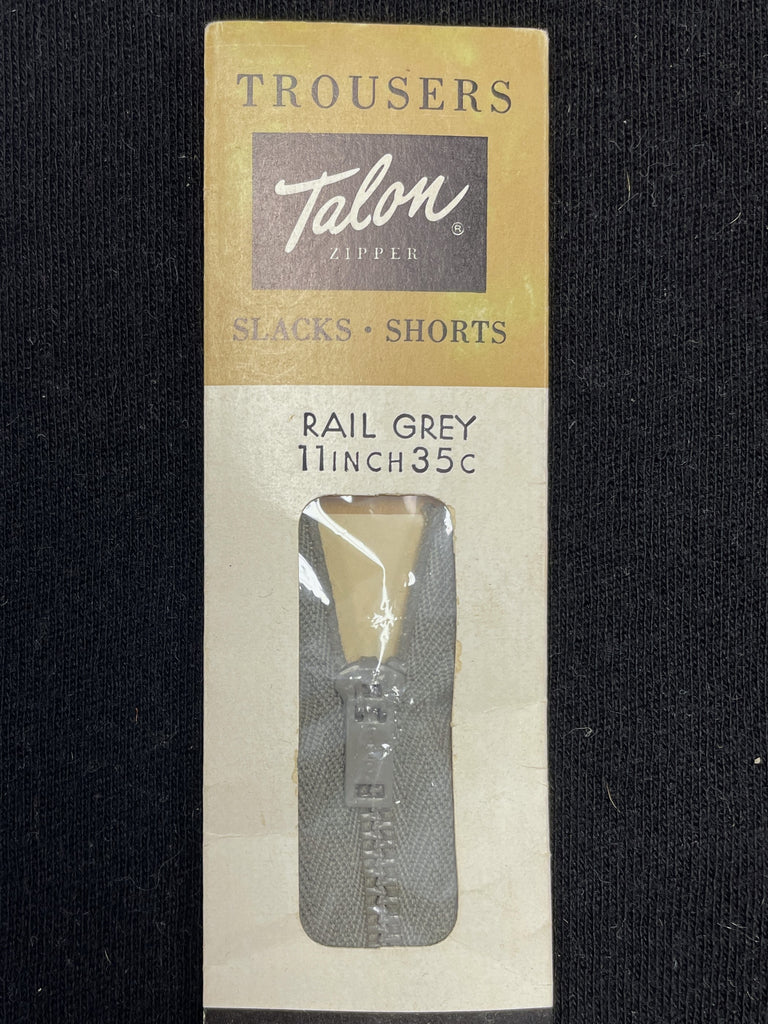 TROUSERS
Talon
®
ZIPPER
SLACKS · SHORTS
RAIL GREY
11INCH35C